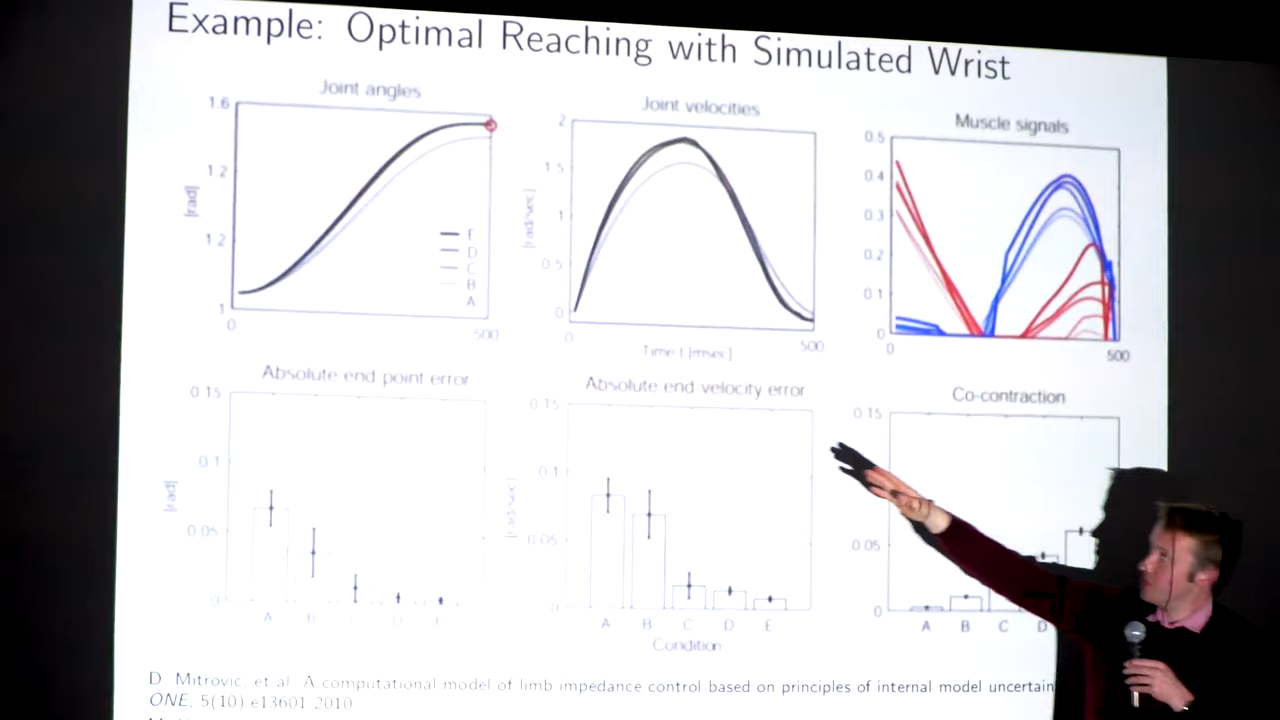 Example: Optimal Reaching with Simulated Wrist
Joint angles
Joint velocities
Muscle signals
1.6
1.2
1.2
1
[rad]
0
500
E
D
C
B
A
2
1.5
1
0.5
0
[rad/sec]
0
500
Time t [msec]
0.5
0.4
0.3
0.2
0.1
0
0
500
Absolute end point error
Absolute end velocity error
Co-contraction
0.15
0.1
0.05
0
[rad]
A
B
D
0.15
0.1
0.05
0
[rad/sec]
A B C D E
Condition
0.15
0.05
0
A B C D
D. Mitrovic, et al. A computational model of limb impedance control based on principles of internal model uncertain
ONE, 5(10) e13601 2010